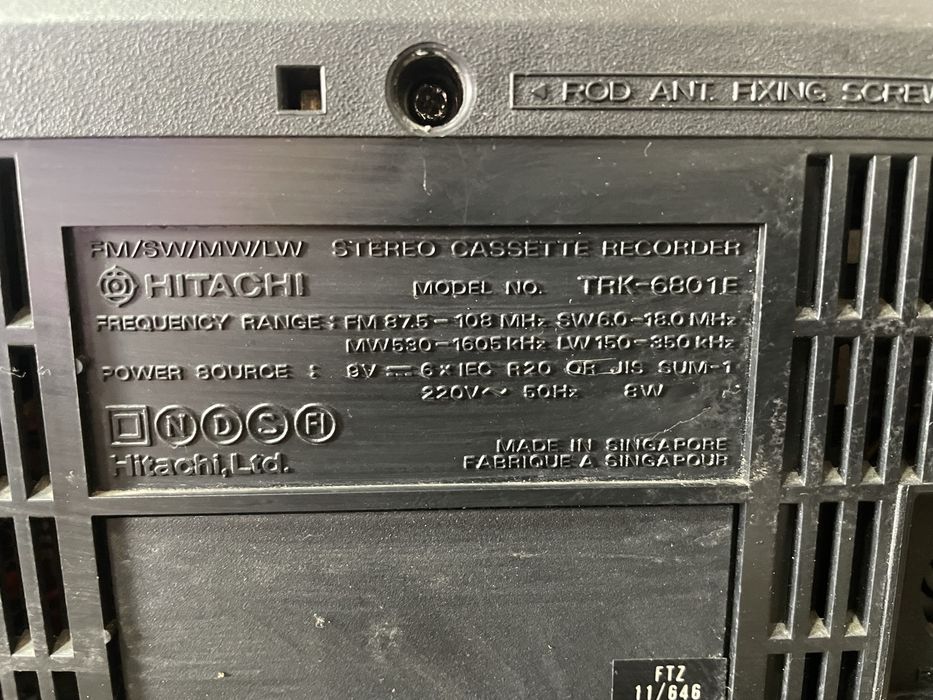 ◁ ROD ANT. FIXING SCREW
FM/SW/MW/LW STEREO CASSETTE RECORDER
HITACHI MODEL NO. TRK-6801E
FREQUENCY RANGE : FM 87.5-108 MHz SW 6.0-18.0 MHz
MW 530-1605 kHz LW 150-350 kHz
POWER SOURCE : 9V ⎓ 6 x IEC R20 OR JIS SUM-1
220V ~ 50Hz 8W
N D S FI
MADE IN SINGAPORE
Hitachi, Ltd. FABRIQUE A SINGAPOUR
FTZ
11/646